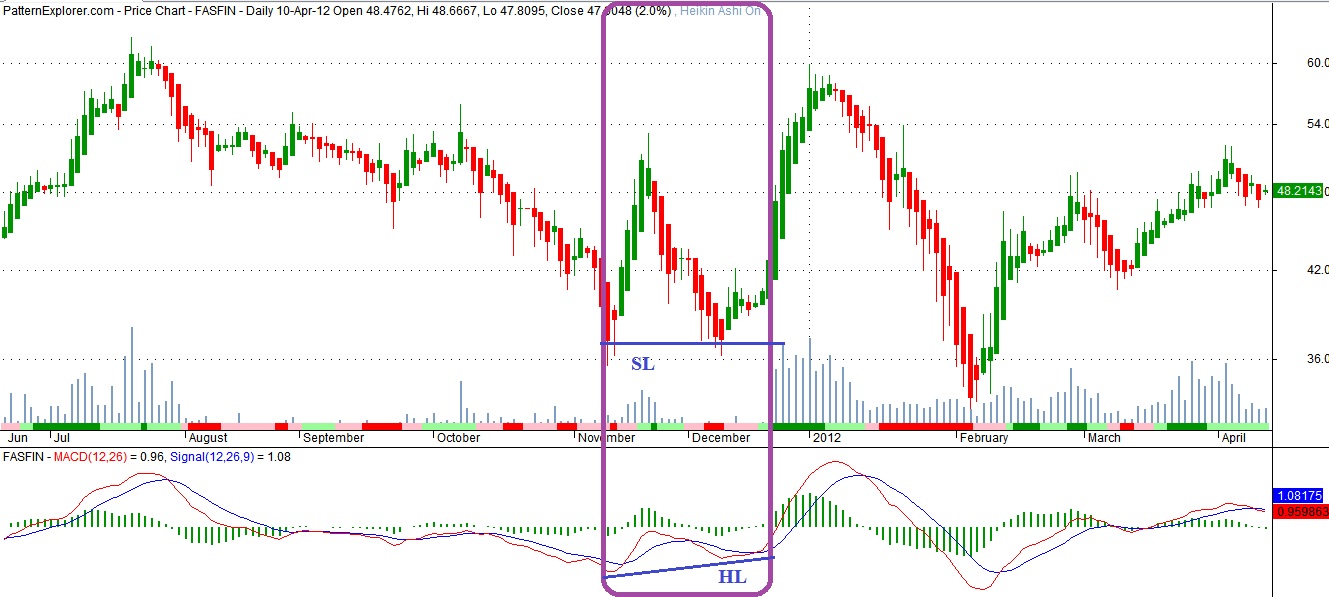 PatternExplorer.com - Price Chart - FASFIN - Daily 10-Apr-12 Open 48.4762, Hi 48.6667, Lo 47.8095, Close 47. 048 (2.0%) , Heikin Ashi On
60.0
54.0
48.2143
42.0
36.0
SL
Jun Jul August September October November December 2012 February March April
FASFIN - MACD(12,26) = 0.96, Signal(12,26,9) = 1.08
1.08175
0.959863
HL